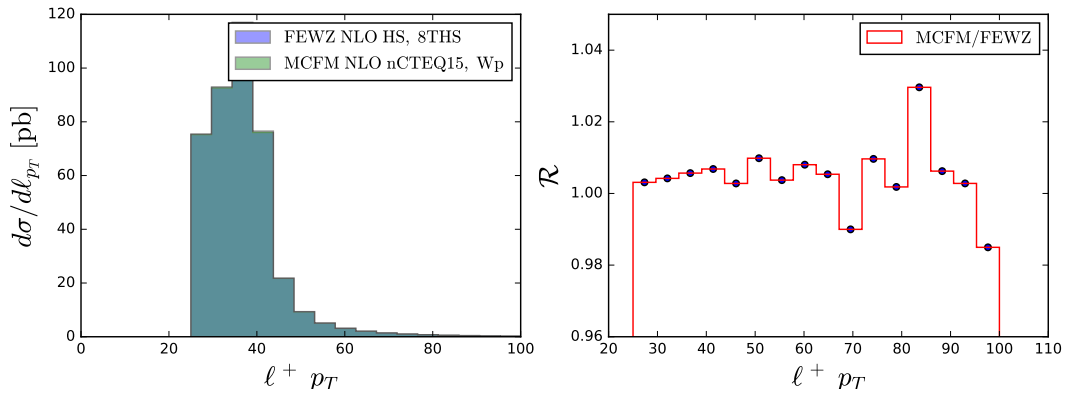 120
100
80
60
40
20
0
dσ/dℓ_{p_T} [pb]
FEWZ NLO HS, 8THS
MCFM NLO nCTEQ15, Wp
0 20 40 60 80 100
ℓ⁺ p_T
1.04
1.02
1.00
0.98
0.96
ℛ
MCFM/FEWZ
20 30 40 50 60 70 80 90 100 110
ℓ⁺ p_T